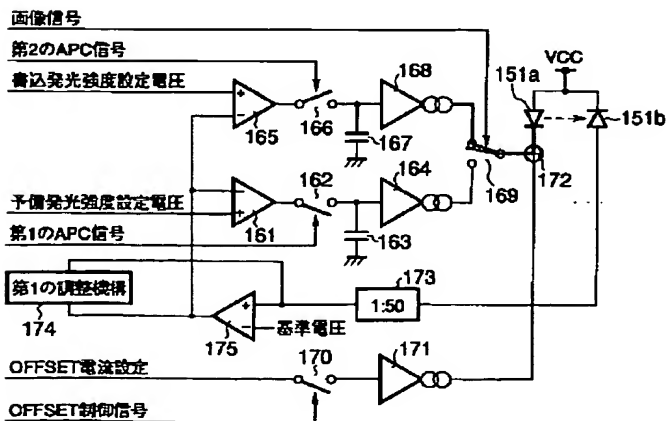 画像信号
第2のAPC信号
書込発光強度設定電圧
168
VCC
151a
151b
165
166
167
169
172
162
164
予備発光強度設定電圧
161
163
第1のAPC信号
第1の調整機構
174
173
1:50
175
基準電圧
170
171
OFFSET電流設定
OFFSET制御信号
+
−
−
+
+
−